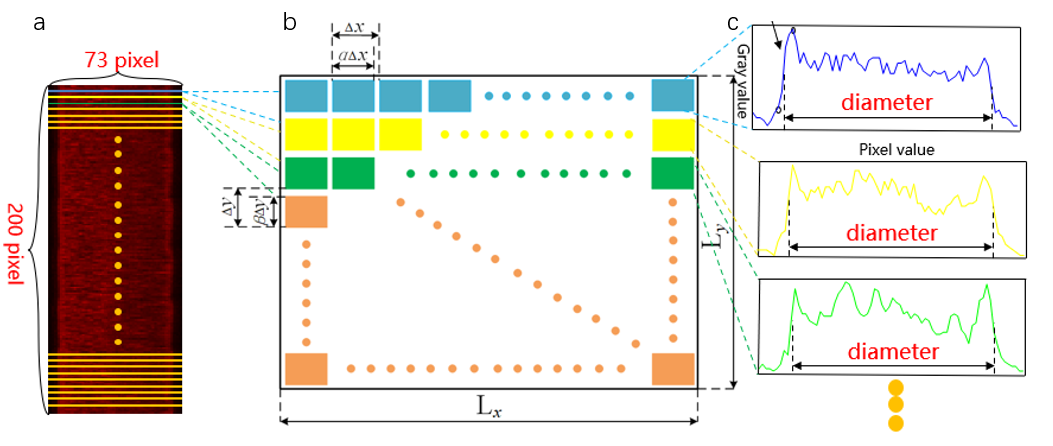 a
73 pixel
200 pixel
b
Δx
αΔx
Δy
βΔy
Ly
Lx
c
Gray value
diameter
Pixel value
diameter
diameter